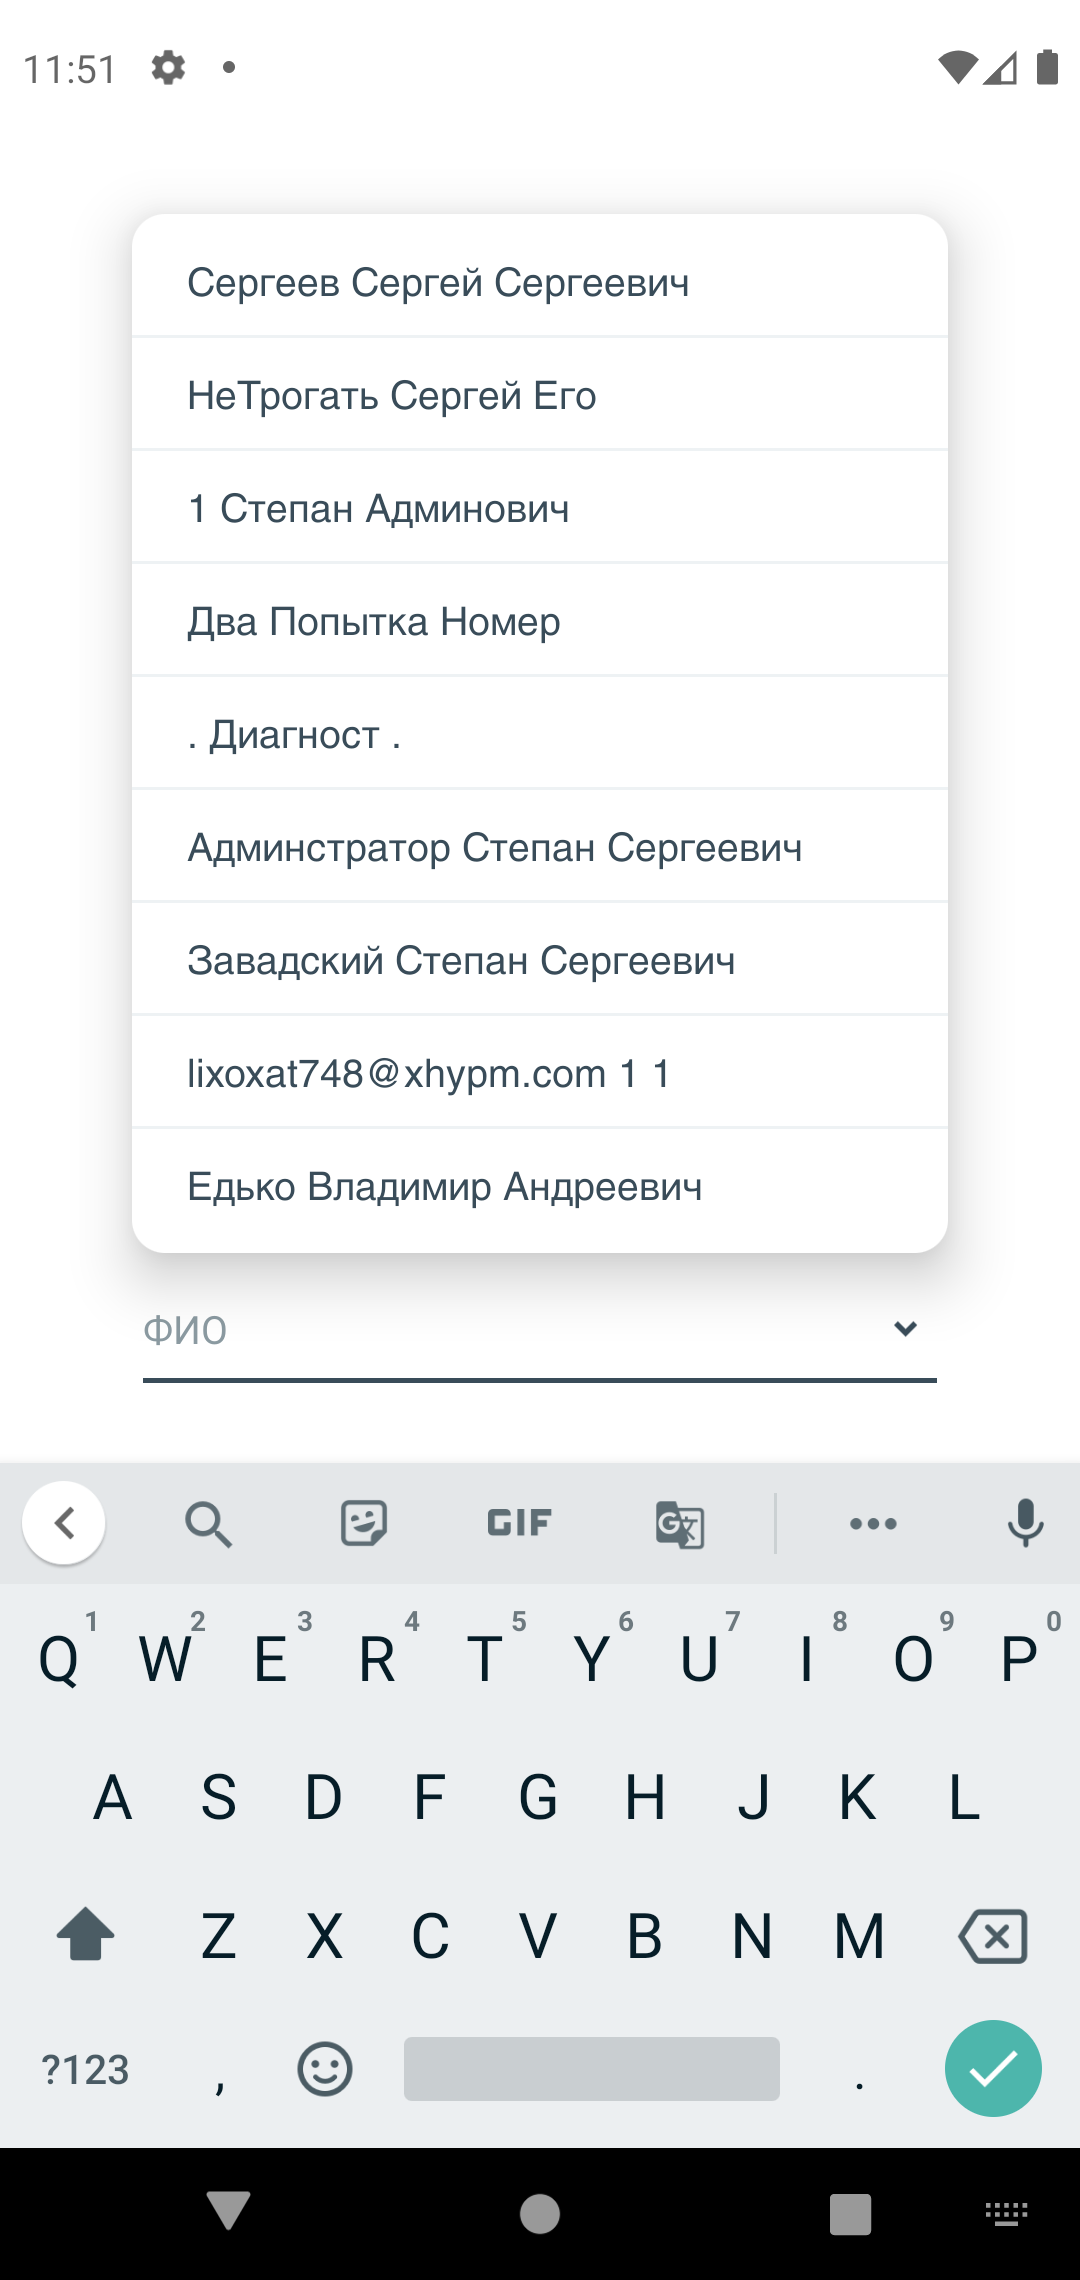 11:51
Сергеев Сергей Сергеевич
НеТрогать Сергей Его
1 Степан Админович
Два Попытка Номер
. Диагност .
Админстратор Степан Сергеевич
Завадский Степан Сергеевич
lixoxat748@xhypm.com 1 1
Едько Владимир Андреевич
ФИО
GIF
G文
1 2 3 4 5 6 7 8 9 0
Q W E R T Y U I O P
A S D F G H J K L
Z X C V B N M
?123 , .